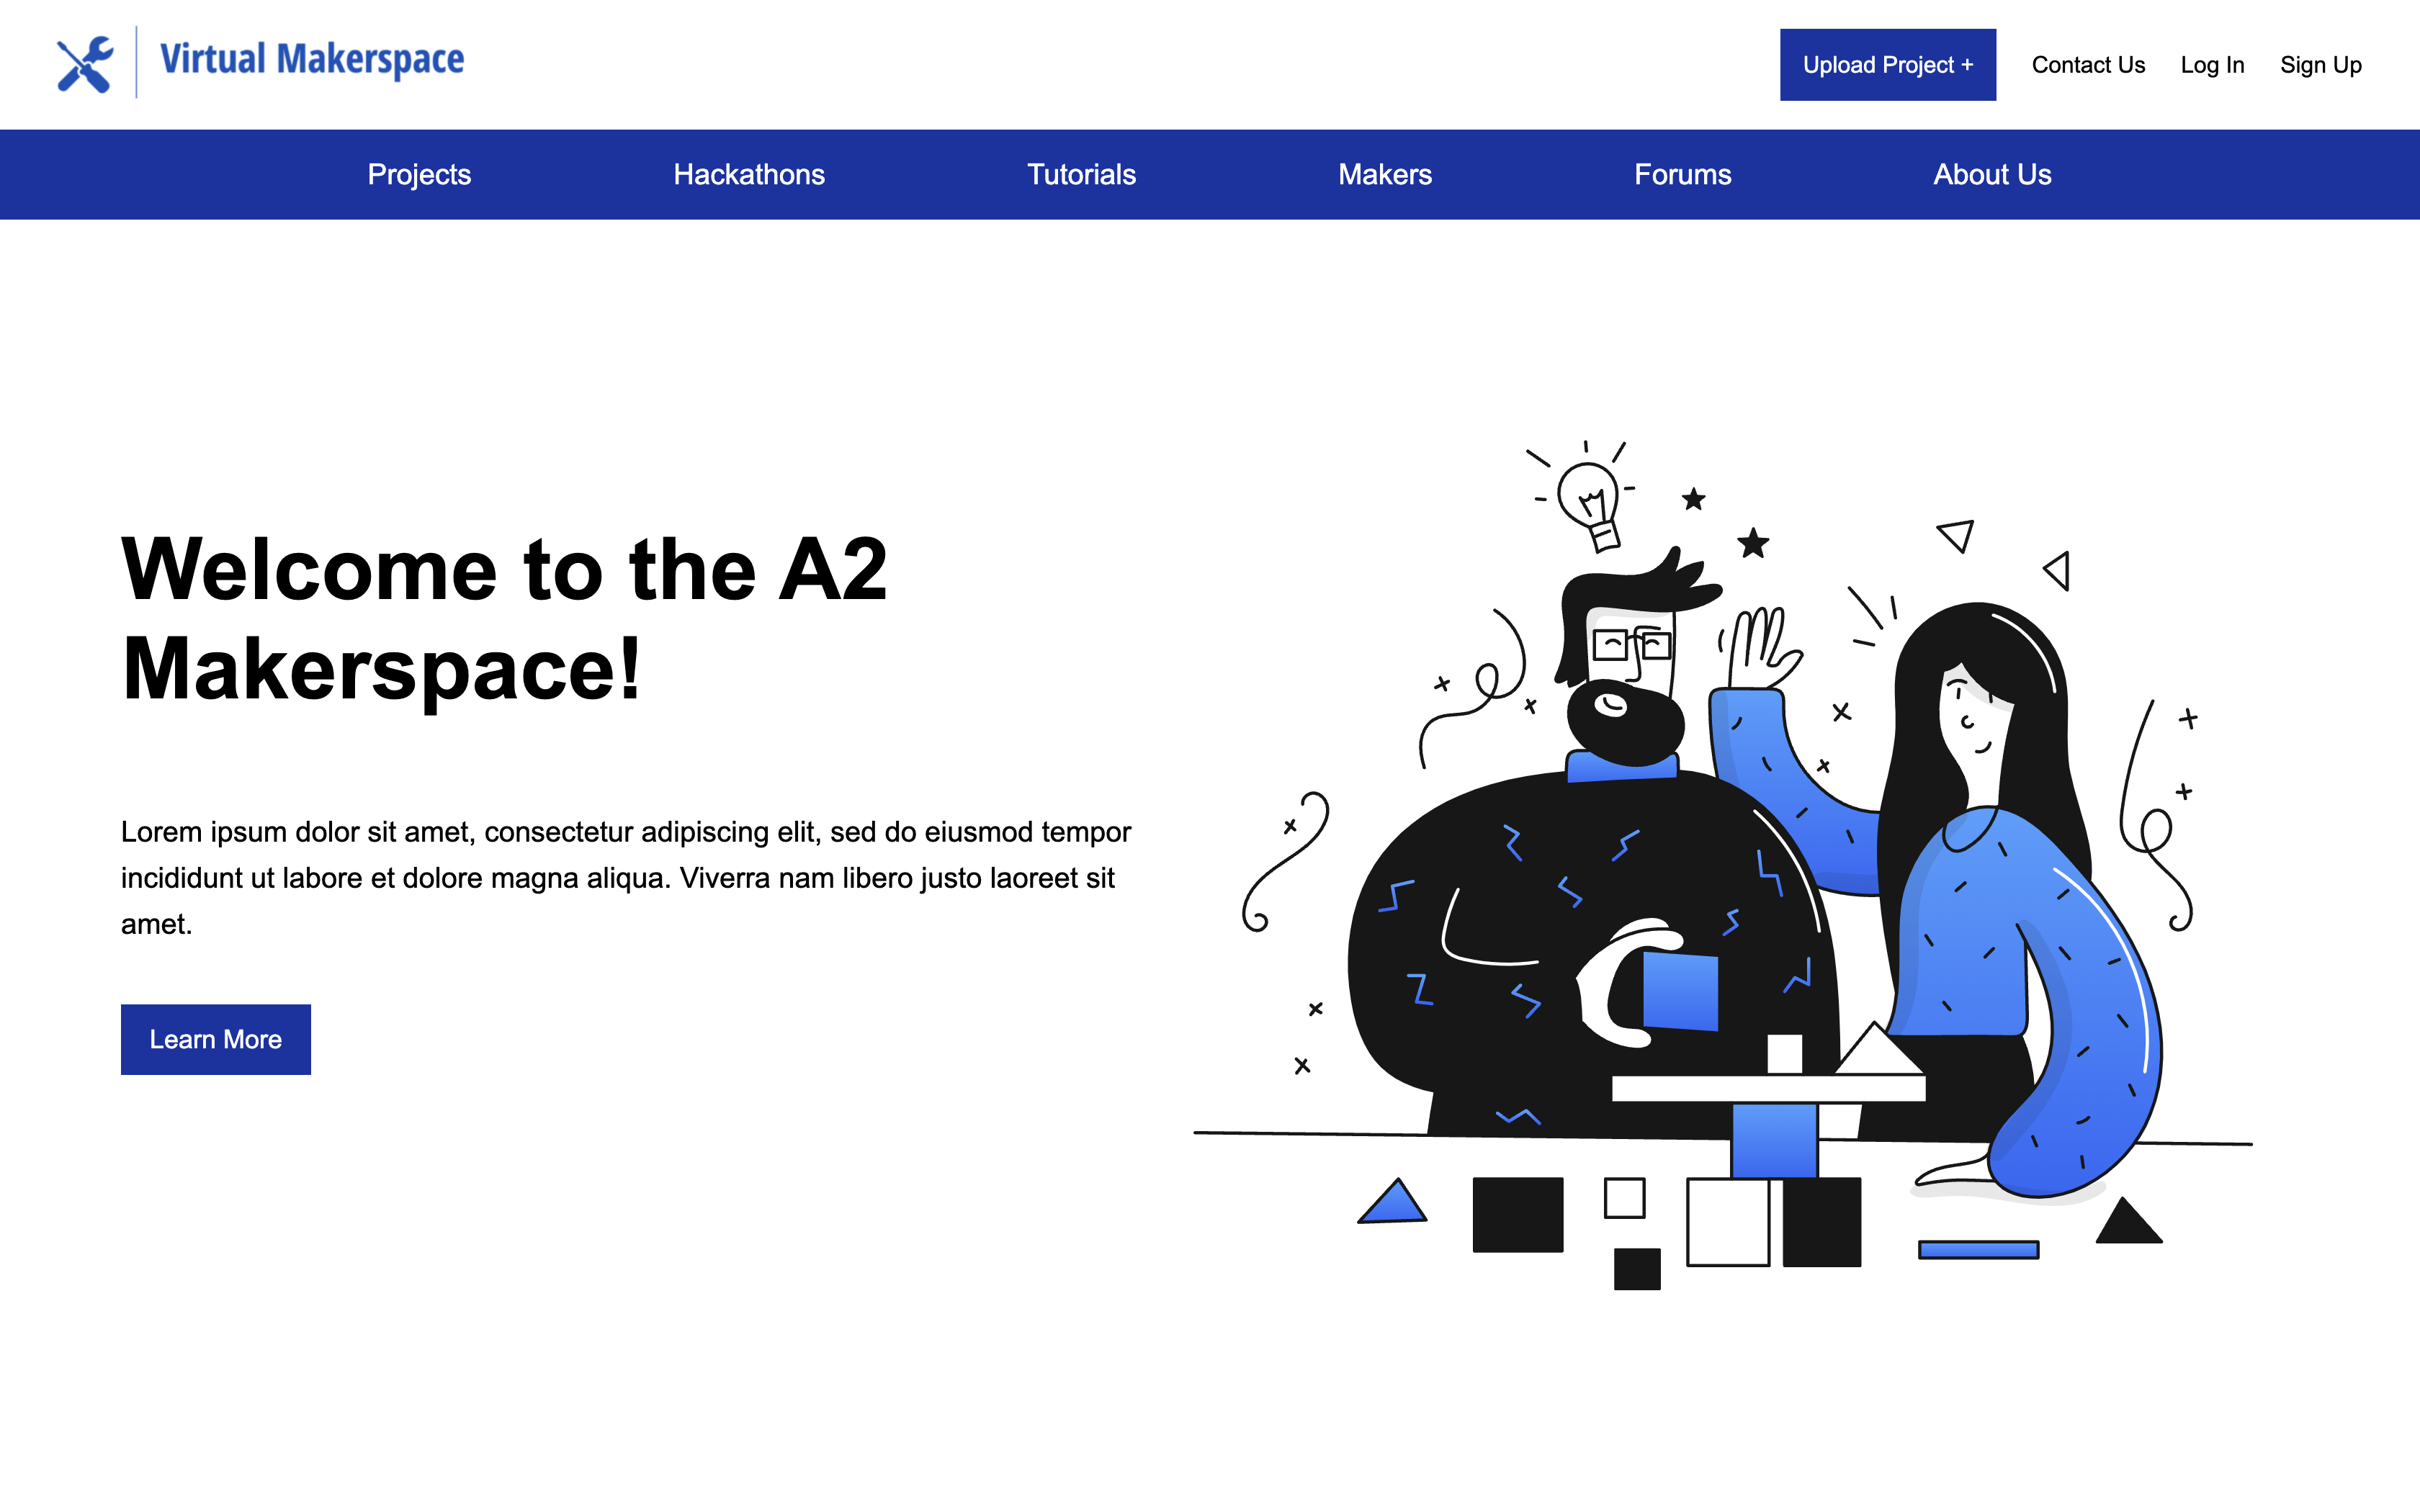 Virtual Makerspace
Upload Project + Contact Us Log In Sign Up
Projects Hackathons Tutorials Makers Forums About Us
Welcome to the A2
Makerspace!
Lorem ipsum dolor sit amet, consectetur adipiscing elit, sed do eiusmod tempor
incididunt ut labore et dolore magna aliqua. Viverra nam libero justo laoreet sit
amet.
Learn More